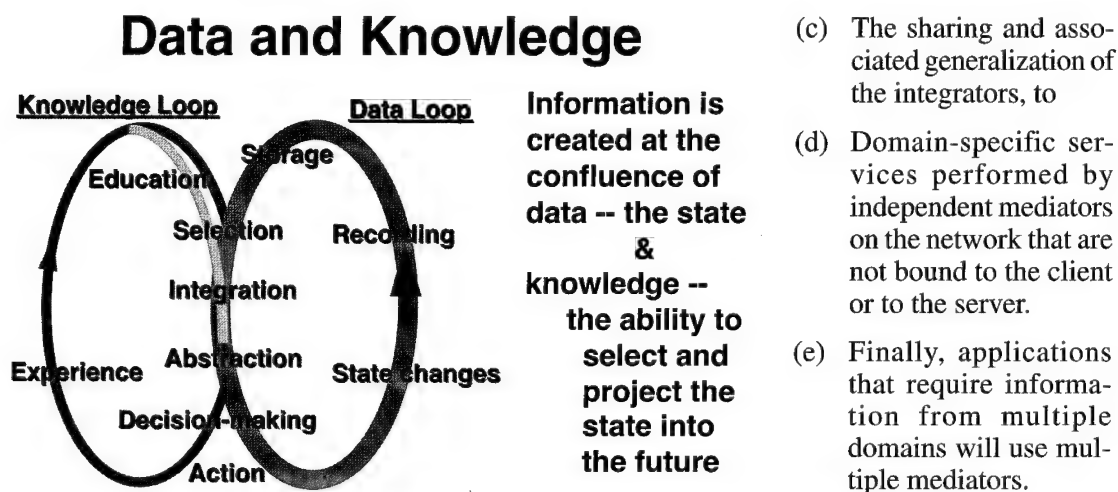 Data and Knowledge
Knowledge Loop
Data Loop
Storage
Education
Selection
Recording
Integration
Abstraction
Experience
State changes
Decision-making
Action
Information is
created at the
confluence of
data -- the state
&
knowledge --
the ability to
select and
project the
state into
the future
(c) The sharing and asso-
ciated generalization of
the integrators, to
(d) Domain-specific ser-
vices performed by
independent mediators
on the network that are
not bound to the client
or to the server.
(e) Finally, applications
that require informa-
tion from multiple
domains will use mul-
tiple mediators.